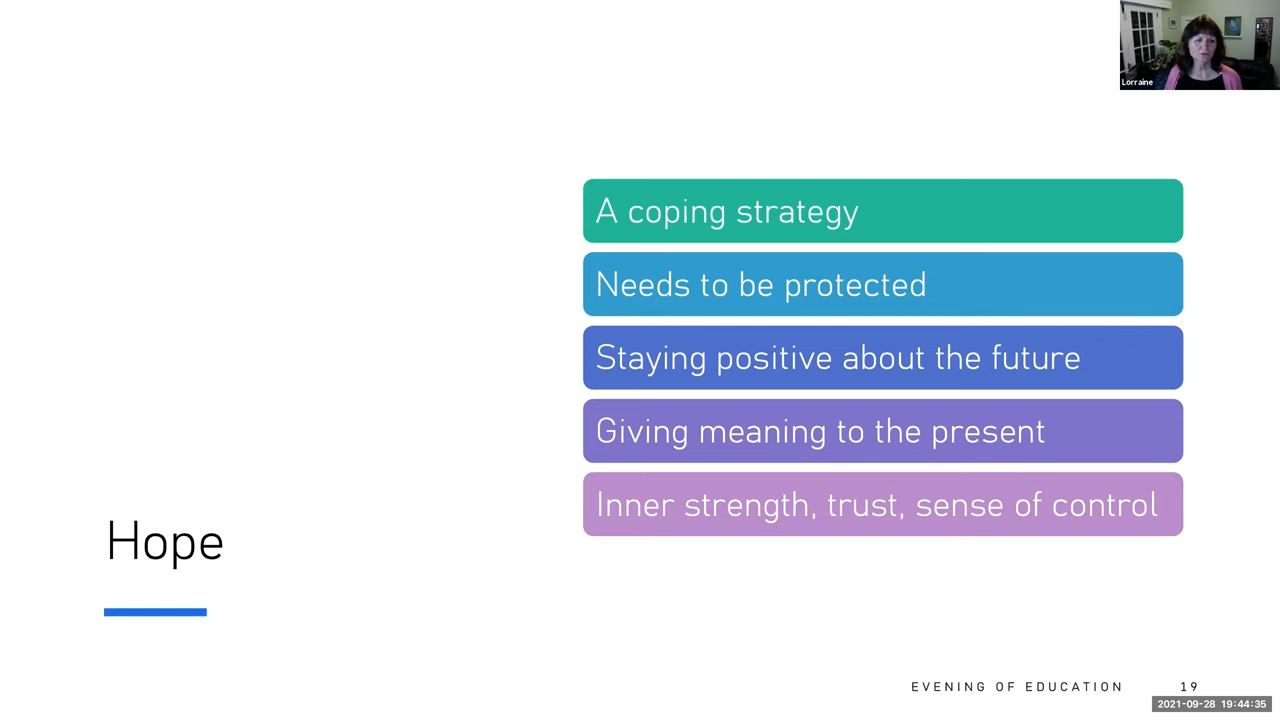 Lorraine
A coping strategy
Needs to be protected
Staying positive about the future
Giving meaning to the present
Inner strength, trust, sense of control
Hope
EVENING OF EDUCATION 19
2021-09-28 19:44:35